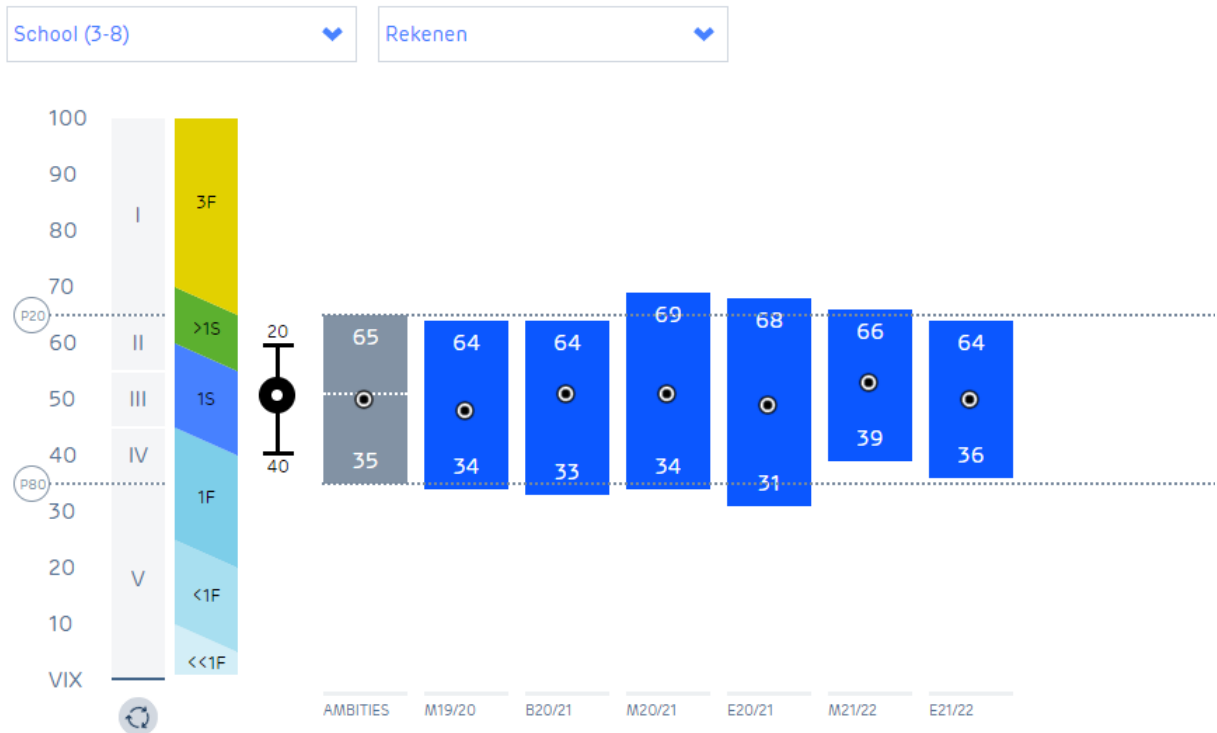 School (3-8) Rekenen
100
90
3F
80 I
70
P20
>1S 20 65 64 64 69 68 66 64
60 II
50 III 1S
40 IV 40 35 34 33 34 31 39 36
P80
30 1F
20 V
<1F
10
<<1F
VIX
AMBITIES M19/20 B20/21 M20/21 E20/21 M21/22 E21/22